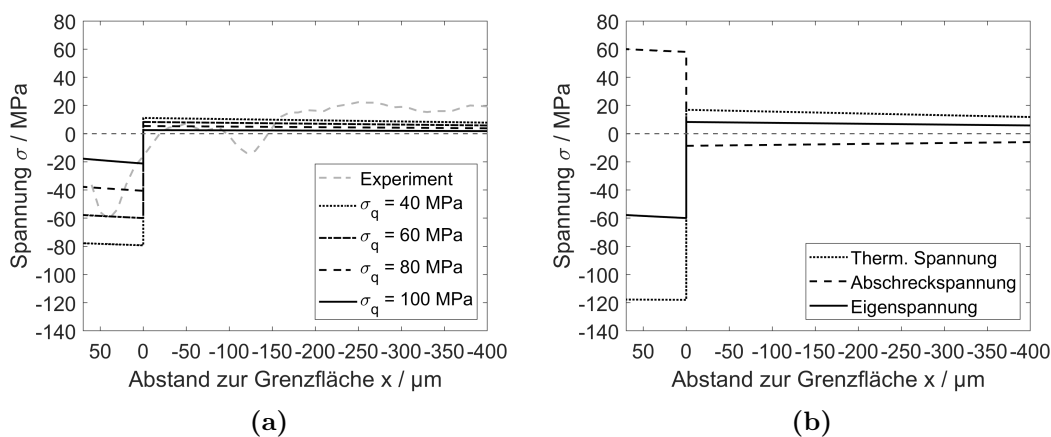 80
60
40
20
0
-20
-40
-60
-80
-100
-120
-140
Spannung σ / MPa
Experiment
σq = 40 MPa
σq = 60 MPa
σq = 80 MPa
σq = 100 MPa
50 0 -50 -100 -150 -200 -250 -300 -350 -400
Abstand zur Grenzfläche x / µm
(a)
80
60
40
20
0
-20
-40
-60
-80
-100
-120
-140
Spannung σ / MPa
Therm. Spannung
Abschreckspannung
Eigenspannung
50 0 -50 -100 -150 -200 -250 -300 -350 -400
Abstand zur Grenzfläche x / µm
(b)